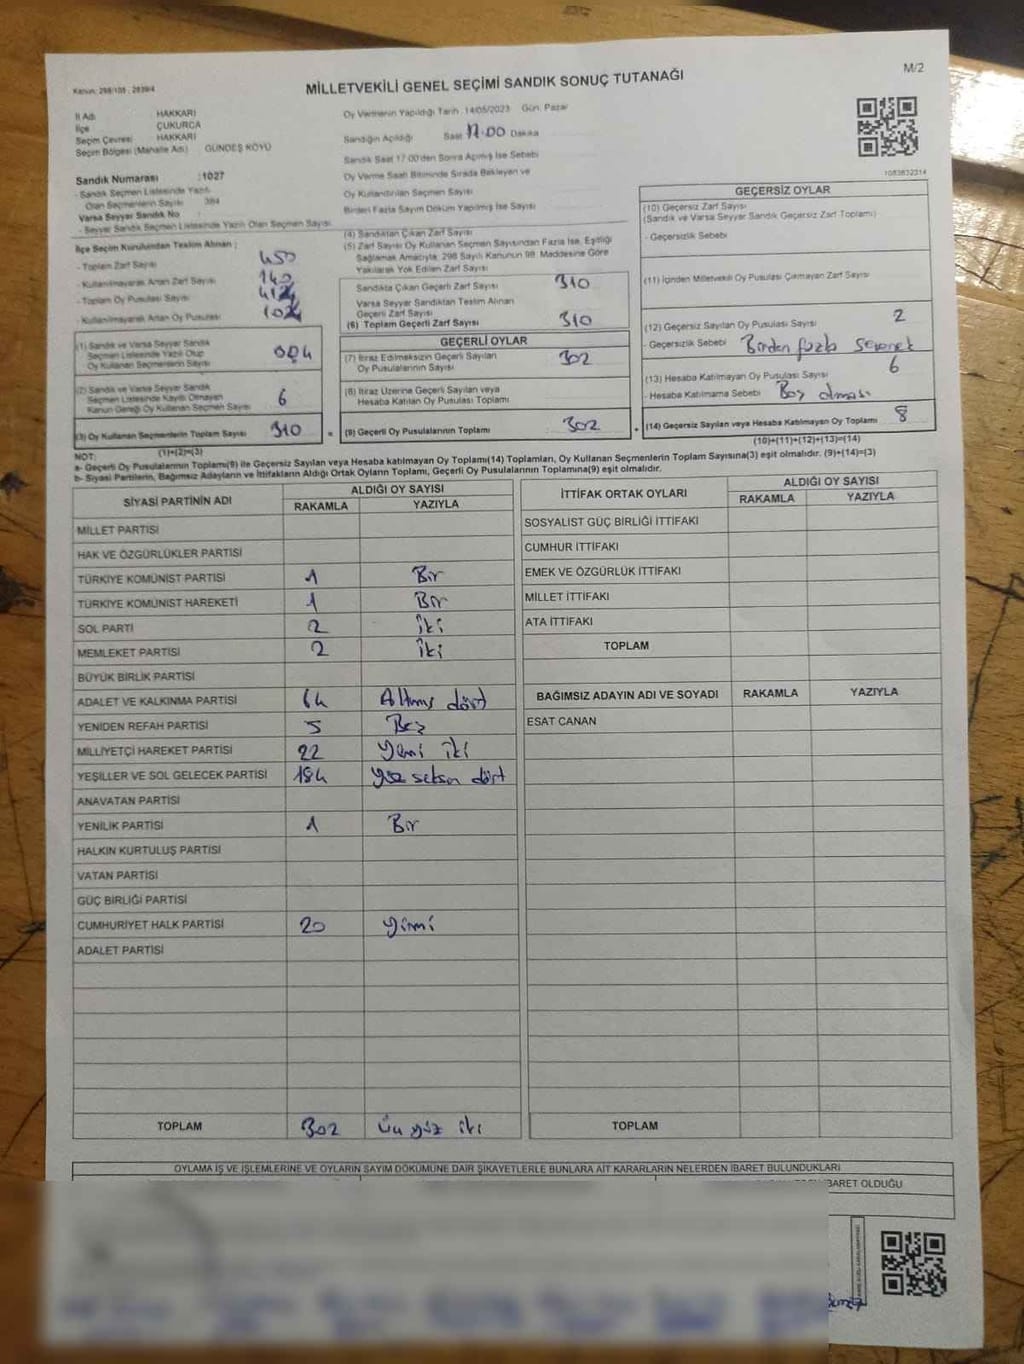 Kanun: 298/105 , 2839/4
MİLLETVEKİLİ GENEL SEÇİMİ SANDIK SONUÇ TUTANAĞI
M/2
İl Adı HAKKARİ
İlçe ÇUKURCA
Seçim Çevresi HAKKARİ
Seçim Bölgesi (Mahalle Adı) GÜNDEŞ KÖYÜ
Sandık Numarası :1027
- Sandık Seçmen Listesinde Yazılı
Olan Seçmenlerin Sayısı 394
Varsa Seyyar Sandık No
- Seyyar Sandık Seçmen Listesinde Yazılı Olan Seçmen Sayısı
Oy Vermenin Yapıldığı Tarih 14/05/2023 Gün: Pazar
Sandığın Açıldığı Saat 17.00 Dakika
Sandık Saat 17:00'den Sonra Açılmış İse Sebebi
Oy Verme Saati Bitiminde Sırada Bekleyen ve
Oy Kullandırılan Seçmen Sayısı
Birden Fazla Sayım Döküm Yapılmış İse Sayısı
1083832314
İlçe Seçim Kurulundan Teslim Alınan ;
- Toplam Zarf Sayısı 450
- Kullanılmayarak Artan Zarf Sayısı 140
- Toplam Oy Pusulası Sayısı
- Kullanılmayarak Artan Oy Pusulası
(1) Sandık ve Varsa Seyyar Sandık
Seçmen Listesinde Yazılı Olup
Oy Kullanan Seçmenlerin Sayısı 304
(2) Sandık ve Varsa Seyyar Sandık
Seçmen Listesinde Kayıtlı Olmayan
Kanun Gereği Oy Kullanan Seçmen Sayısı 6
(3) Oy Kullanan Seçmenlerin Toplam Sayısı 310
(1)+(2)=(3)
(4) Sandıktan Çıkan Zarf Sayısı
(5) Zarf Sayısı Oy Kullanan Seçmen Sayısından Fazla İse, Eşitliği
Sağlamak Amacıyla, 298 Sayılı Kanunun 98. Maddesine Göre
Yakılarak Yok Edilen Zarf Sayısı
Sandıkta Çıkan Geçerli Zarf Sayısı 310
Varsa Seyyar Sandıktan Teslim Alınan
Geçerli Zarf Sayısı
(6) Toplam Geçerli Zarf Sayısı 310
GEÇERLİ OYLAR
(7) İtiraz Edilmeksizin Geçerli Sayılan
Oy Pusulalarının Sayısı 302
(8) İtiraz Üzerine Geçerli Sayılan veya
Hesaba Katılan Oy Pusulası Toplamı
= (9) Geçerli Oy Pusulalarının Toplamı 302
GEÇERSİZ OYLAR
(10) Geçersiz Zarf Sayısı
(Sandık ve Varsa Seyyar Sandık Geçersiz Zarf Toplamı)
- Geçersizlik Sebebi
(11) İçinden Milletvekili Oy Pusulası Çıkmayan Zarf Sayısı
(12) Geçersiz Sayılan Oy Pusulası Sayısı 2
- Geçersizlik Sebebi Birden fazla
(13) Hesaba Katılmayan Oy Pusulası Sayısı 6
- Hesaba Katılmama Sebebi Boş olması
+ (14) Geçersiz Sayılan veya Hesaba Katılmayan Oy Toplamı 8
(10)+(11)+(12)+(13)=(14)
NOT:
a- Geçerli Oy Pusulalarının Toplamı(9) ile Geçersiz Sayılan veya Hesaba katılmayan Oy Toplamı(14) Toplamları, Oy Kullanan Seçmenlerin Toplam Sayısına(3) eşit olmalıdır. (9)+(14)=(3)
b- Siyasi Partilerin, Bağımsız Adayların ve İttifakların Aldığı Ortak Oyların Toplamı, Geçerli Oy Pusulalarının Toplamına(9) eşit olmalıdır.
SİYASİ PARTİNİN ADI ALDIĞI OY SAYISI
RAKAMLA YAZIYLA
MİLLET PARTİSİ
HAK VE ÖZGÜRLÜKLER PARTİSİ
TÜRKİYE KOMÜNİST PARTİSİ 1 Bir
TÜRKİYE KOMÜNİST HAREKETİ 1 Bir
SOL PARTİ 2 İki
MEMLEKET PARTİSİ 2 İki
BÜYÜK BİRLİK PARTİSİ
ADALET VE KALKINMA PARTİSİ 64 Altmış dört
YENİDEN REFAH PARTİSİ 5 Beş
MİLLİYETÇİ HAREKET PARTİSİ 22 Yirmi iki
YEŞİLLER VE SOL GELECEK PARTİSİ 184 Yüz seksen dört
ANAVATAN PARTİSİ
YENİLİK PARTİSİ 1 Bir
HALKIN KURTULUŞ PARTİSİ
VATAN PARTİSİ
GÜÇ BİRLİĞİ PARTİSİ
CUMHURİYET HALK PARTİSİ 20 Yirmi
ADALET PARTİSİ
TOPLAM 302 Üç yüz iki
İTTİFAK ORTAK OYLARI ALDIĞI OY SAYISI
RAKAMLA YAZIYLA
SOSYALİST GÜÇ BİRLİĞİ İTTİFAKI
CUMHUR İTTİFAKI
EMEK VE ÖZGÜRLÜK İTTİFAKI
MİLLET İTTİFAKI
ATA İTTİFAKI
TOPLAM
BAĞIMSIZ ADAYIN ADI VE SOYADI RAKAMLA YAZIYLA
ESAT CANAN
TOPLAM
OYLAMA İŞ VE İŞLEMLERİNE VE OYLARIN SAYIM DÖKÜMÜNE DAİR ŞİKAYETLERLE BUNLARA AİT KARARLARIN NELERDEN İBARET BULUNDUKLARI
BARET OLDUĞU